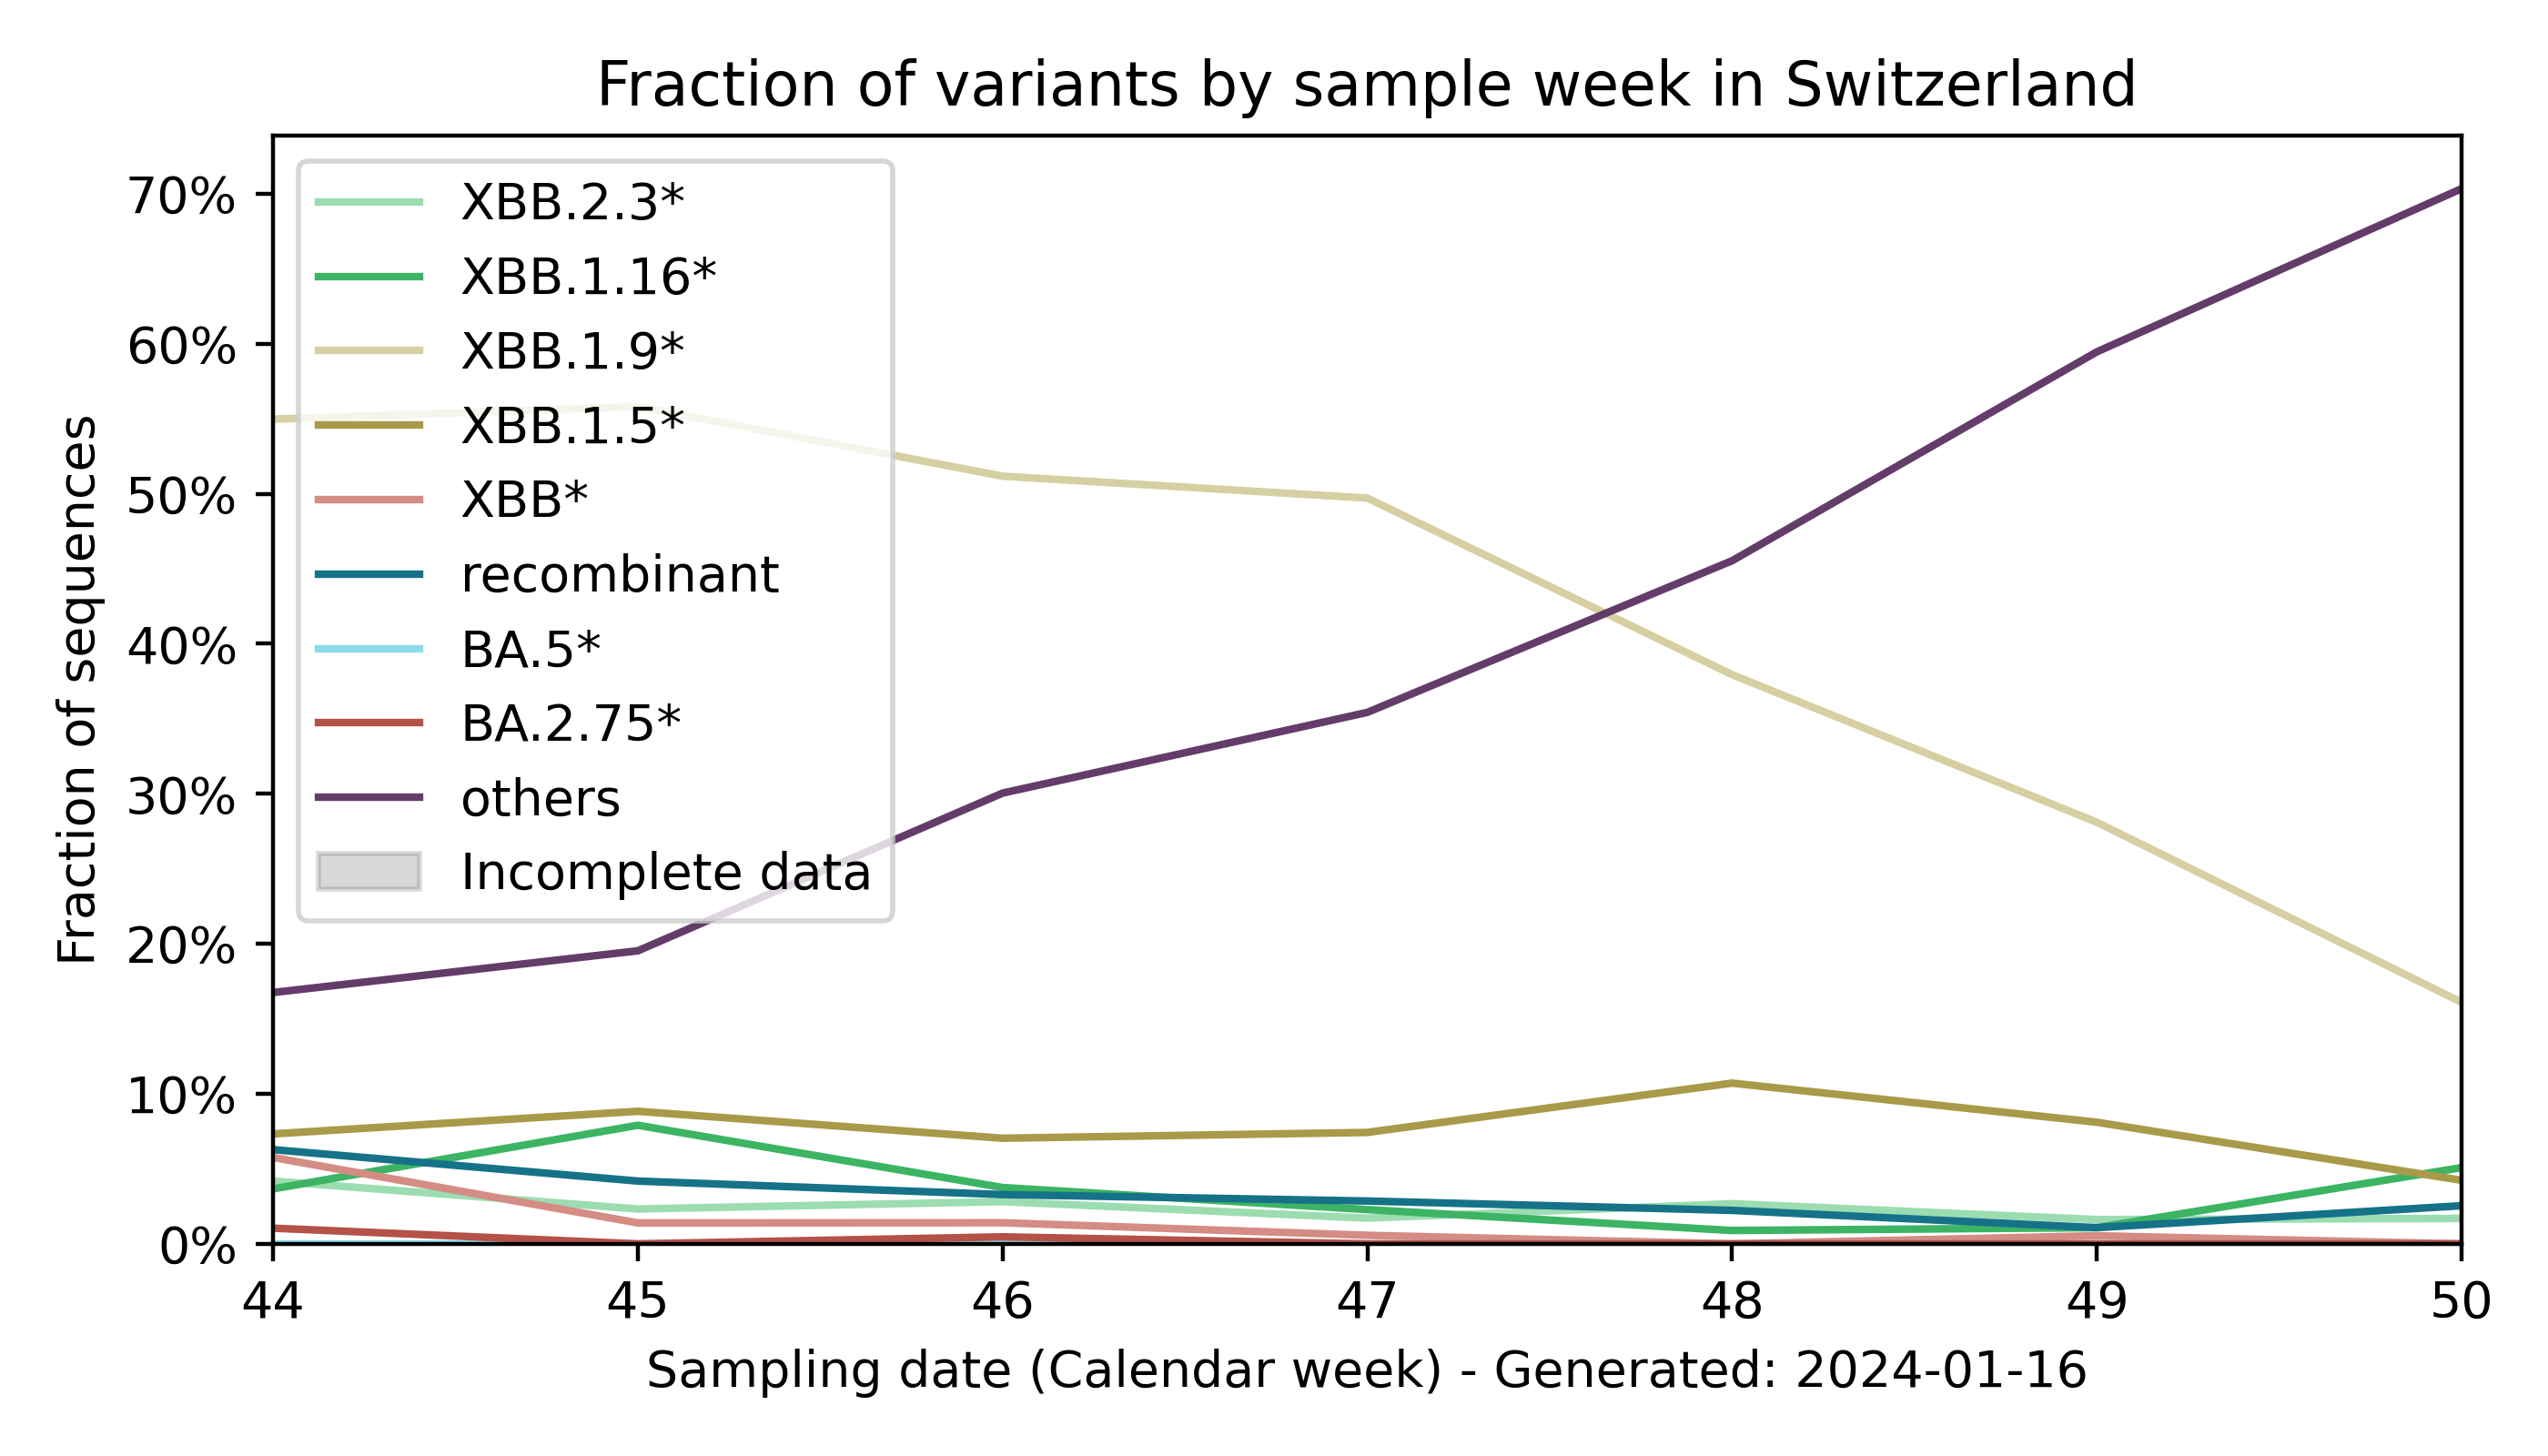 Fraction of variants by sample week in Switzerland
Fraction of sequences
70%
60%
50%
40%
30%
20%
10%
0%
XBB.2.3*
XBB.1.16*
XBB.1.9*
XBB.1.5*
XBB*
recombinant
BA.5*
BA.2.75*
others
Incomplete data
44 45 46 47 48 49 50
Sampling date (Calendar week) - Generated: 2024-01-16